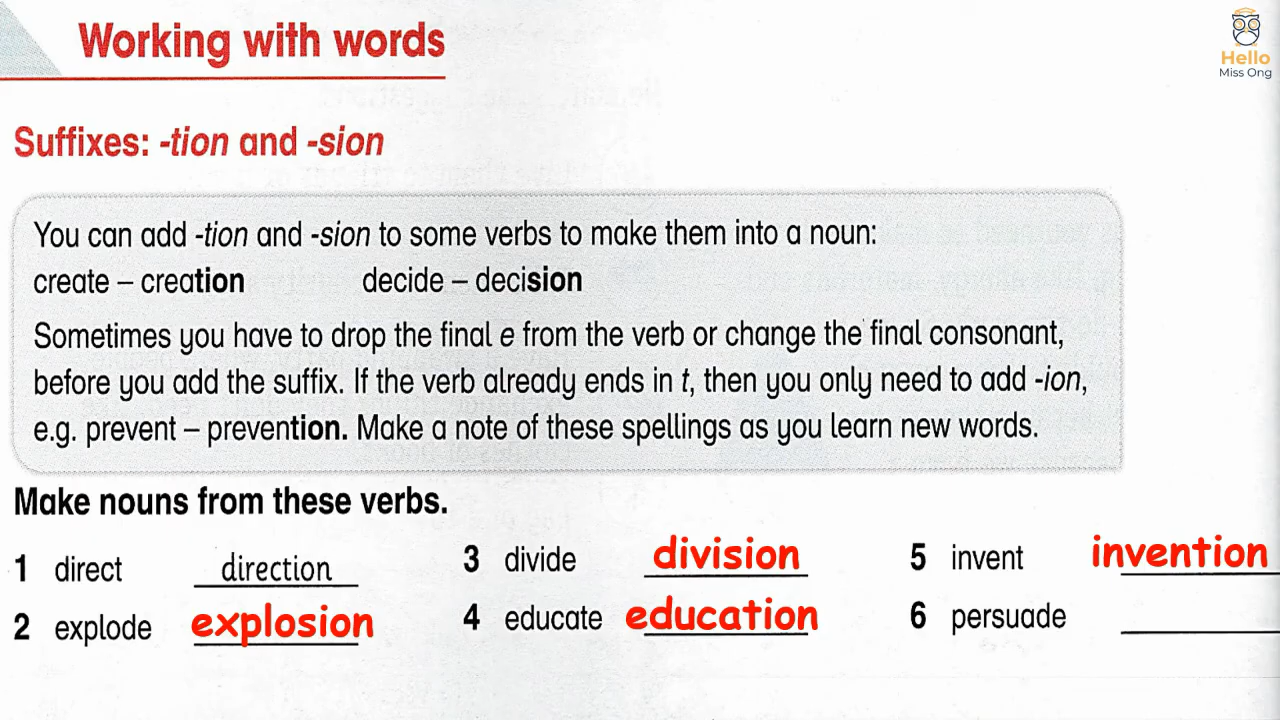 Working with words
Hello
Miss Ong
Suffixes: -tion and -sion
You can add -tion and -sion to some verbs to make them into a noun:
create – creation decide – decision
Sometimes you have to drop the final e from the verb or change the final consonant,
before you add the suffix. If the verb already ends in t, then you only need to add -ion,
e.g. prevent – prevention. Make a note of these spellings as you learn new words.
Make nouns from these verbs.
1 direct direction 3 divide division 5 invent invention
2 explode explosion 4 educate education 6 persuade